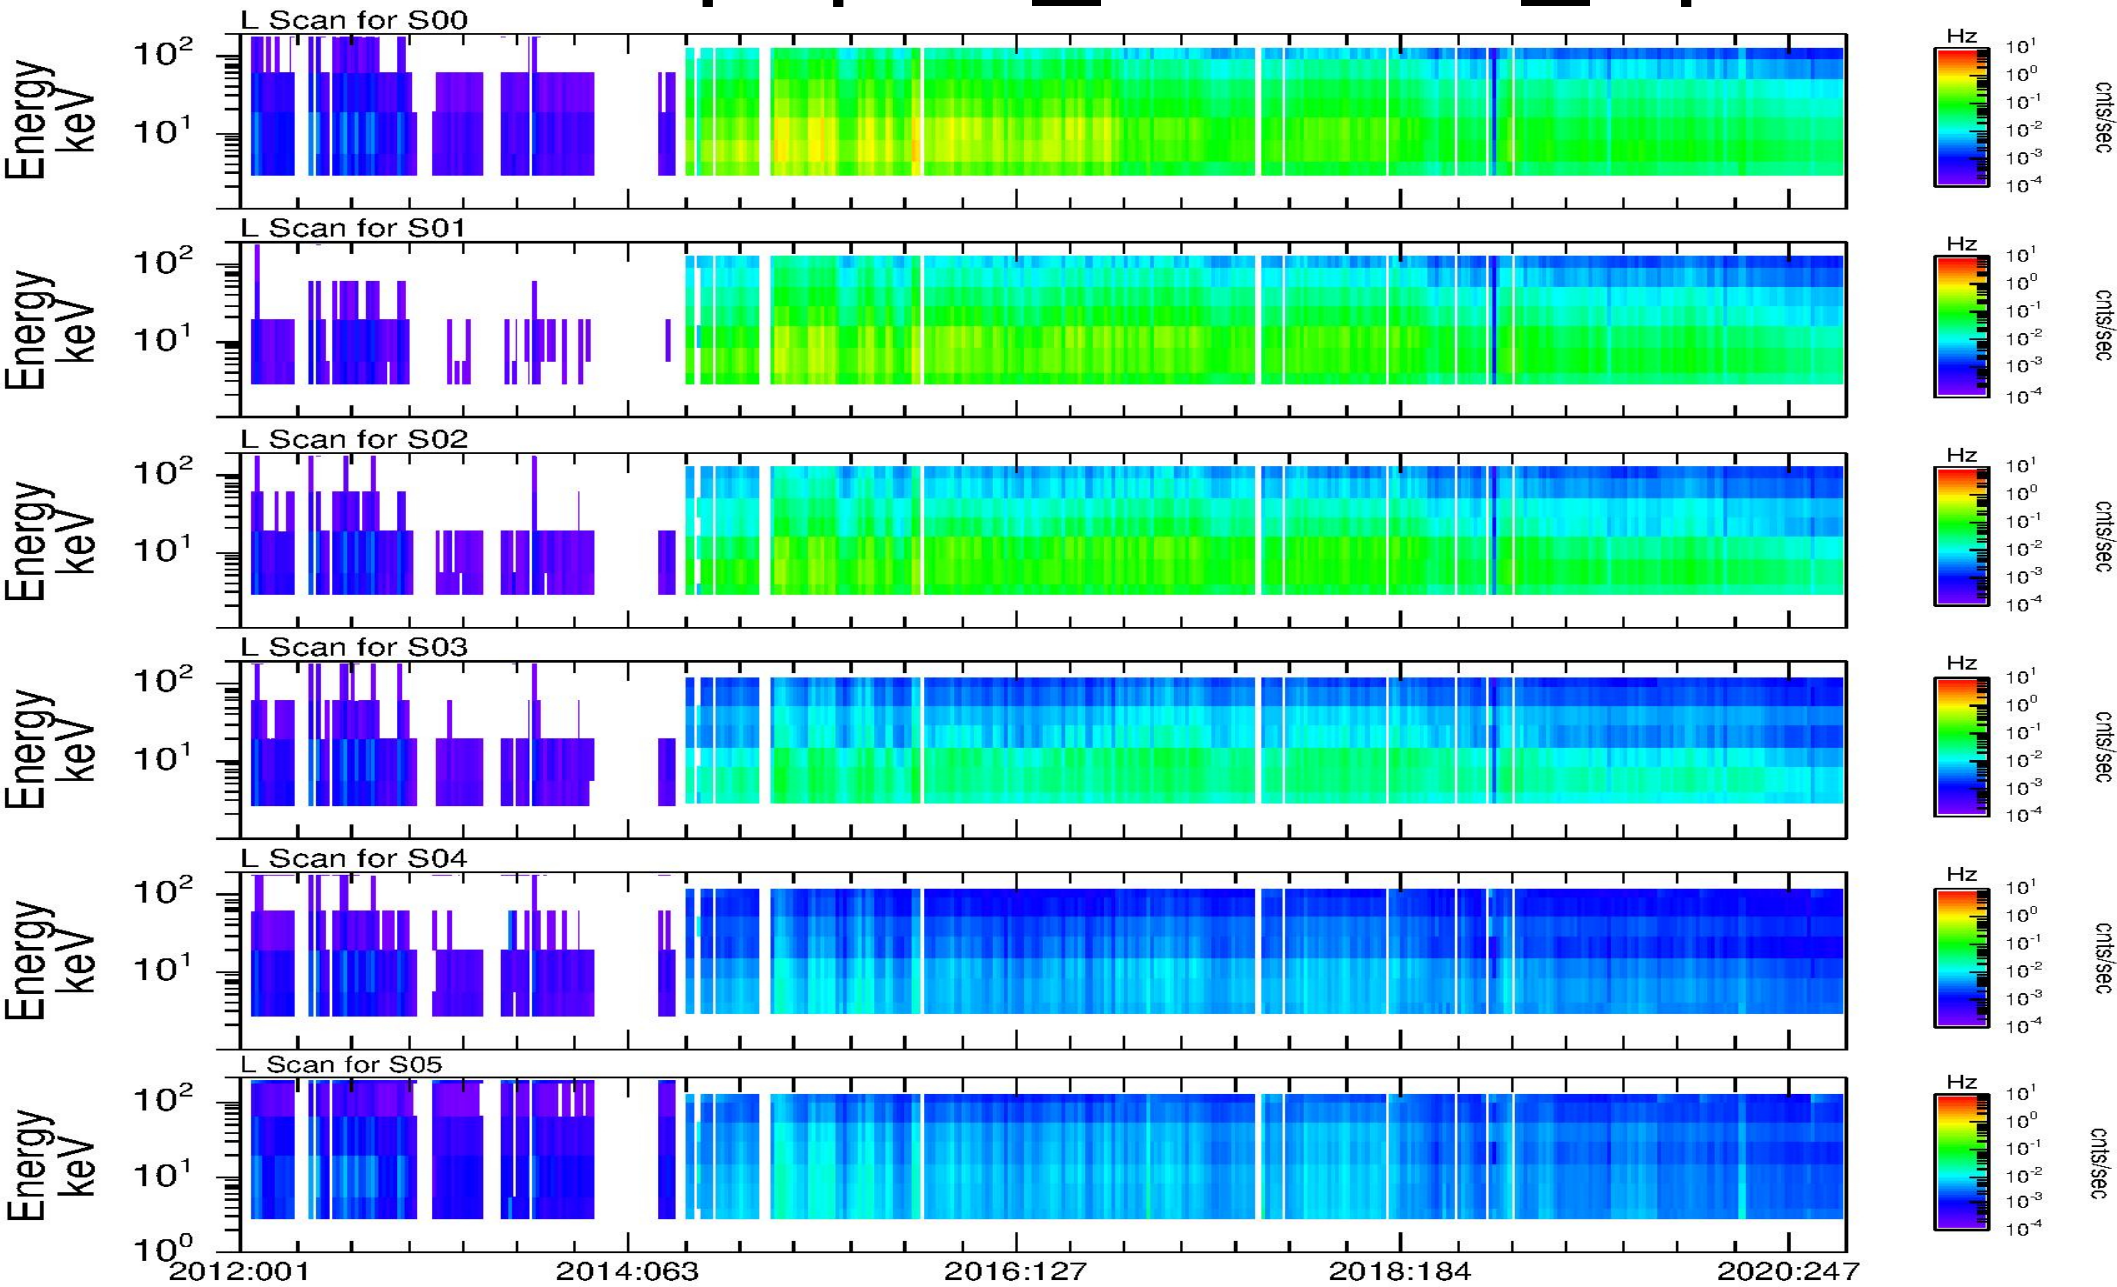 L Scan for S00
Energy keV
10² 10¹
Hz
10¹ 10⁰ 10⁻¹ 10⁻² 10⁻³ 10⁻⁴
cnts/sec
L Scan for S01
Energy keV
10² 10¹
Hz
10¹ 10⁰ 10⁻¹ 10⁻² 10⁻³ 10⁻⁴
cnts/sec
L Scan for S02
Energy keV
10² 10¹
Hz
10¹ 10⁰ 10⁻¹ 10⁻² 10⁻³ 10⁻⁴
cnts/sec
L Scan for S03
Energy keV
10² 10¹
Hz
10¹ 10⁰ 10⁻¹ 10⁻² 10⁻³ 10⁻⁴
cnts/sec
L Scan for S04
Energy keV
10² 10¹
Hz
10¹ 10⁰ 10⁻¹ 10⁻² 10⁻³ 10⁻⁴
cnts/sec
L Scan for S05
Energy keV
10² 10¹ 10⁰
Hz
10¹ 10⁰ 10⁻¹ 10⁻² 10⁻³ 10⁻⁴
cnts/sec
2012:001 2014:063 2016:127 2018:184 2020:247